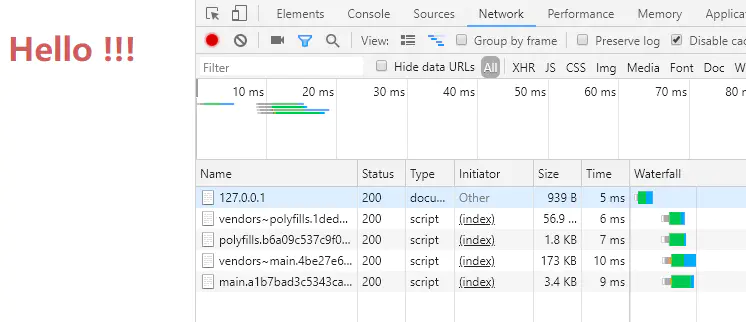 Hello !!!
Elements Console Sources Network Performance Memory Applicati
View: Group by frame Preserve log Disable cac
Filter Hide data URLs All XHR JS CSS Img Media Font Doc W
10 ms 20 ms 30 ms 40 ms 50 ms 60 ms 70 ms 80 m
Name Status Type Initiator Size Time Waterfall
127.0.0.1 200 docu... Other 939 B 5 ms
vendors~polyfills.1ded... 200 script (index) 56.9 ... 6 ms
polyfills.b6a09c537c9f0... 200 script (index) 1.8 KB 7 ms
vendors~main.4be27e6... 200 script (index) 173 KB 10 ms
main.a1b7bad3c5343ca... 200 script (index) 3.4 KB 9 ms